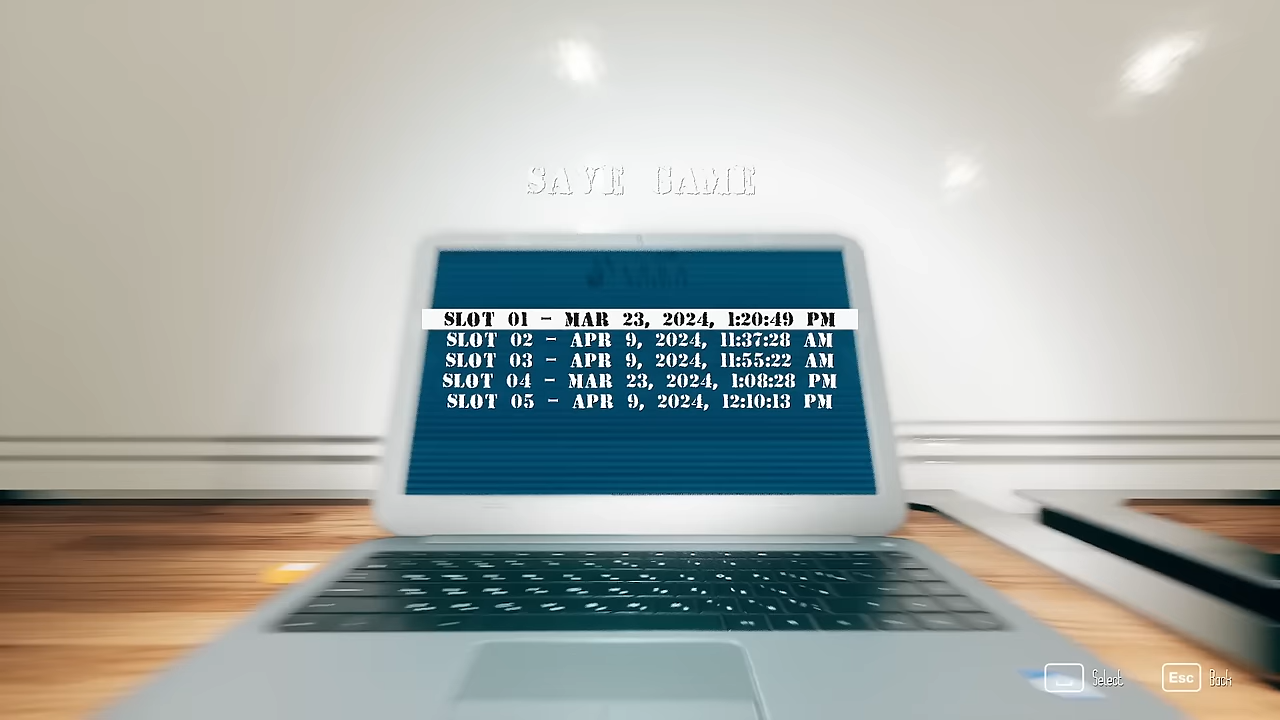 SAVE GAME
SLOT 01 - MAR 23, 2024, 1:20:49 PM
SLOT 02 - APR 9, 2024, 11:37:28 AM
SLOT 03 - APR 9, 2024, 11:55:22 AM
SLOT 04 - MAR 23, 2024, 1:08:28 PM
SLOT 05 - APR 9, 2024, 12:10:13 PM
Select Esc Back